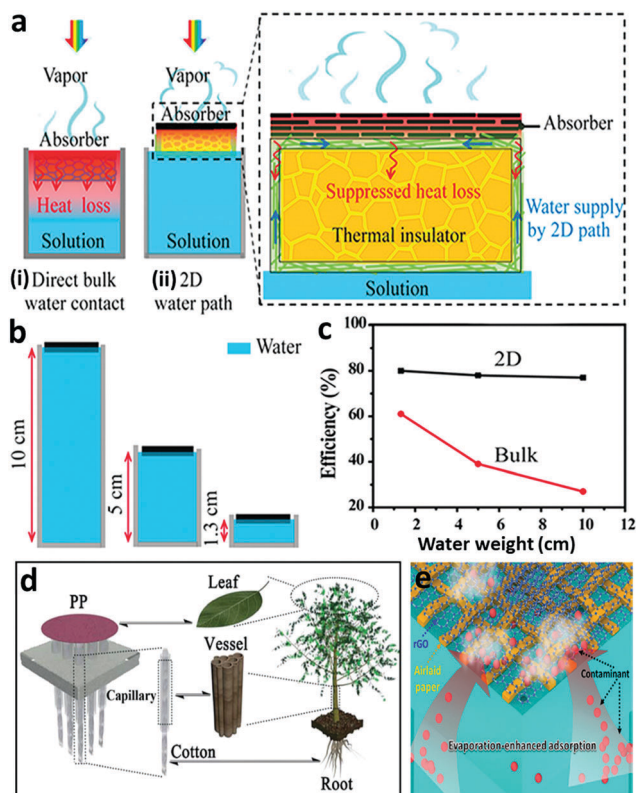 a
Vapor
Absorber
Heat loss
Solution
(i) Direct bulk
water contact
Vapor
Absorber
Solution
(ii) 2D
water path
Absorber
Suppressed heat loss
Thermal insulator
Water supply
by 2D path
Solution
b
Water
10 cm
5 cm
1.3 cm
c
Efficiency (%)
100
80
60
40
20
2D
Bulk
0 2 4 6 8 10 12
Water weight (cm)
d
PP
Leaf
Vessel
Capillary
Cotton
Root
e
rGO
Airlaid
paper
Contaminant
Evaporation-enhanced adsorption